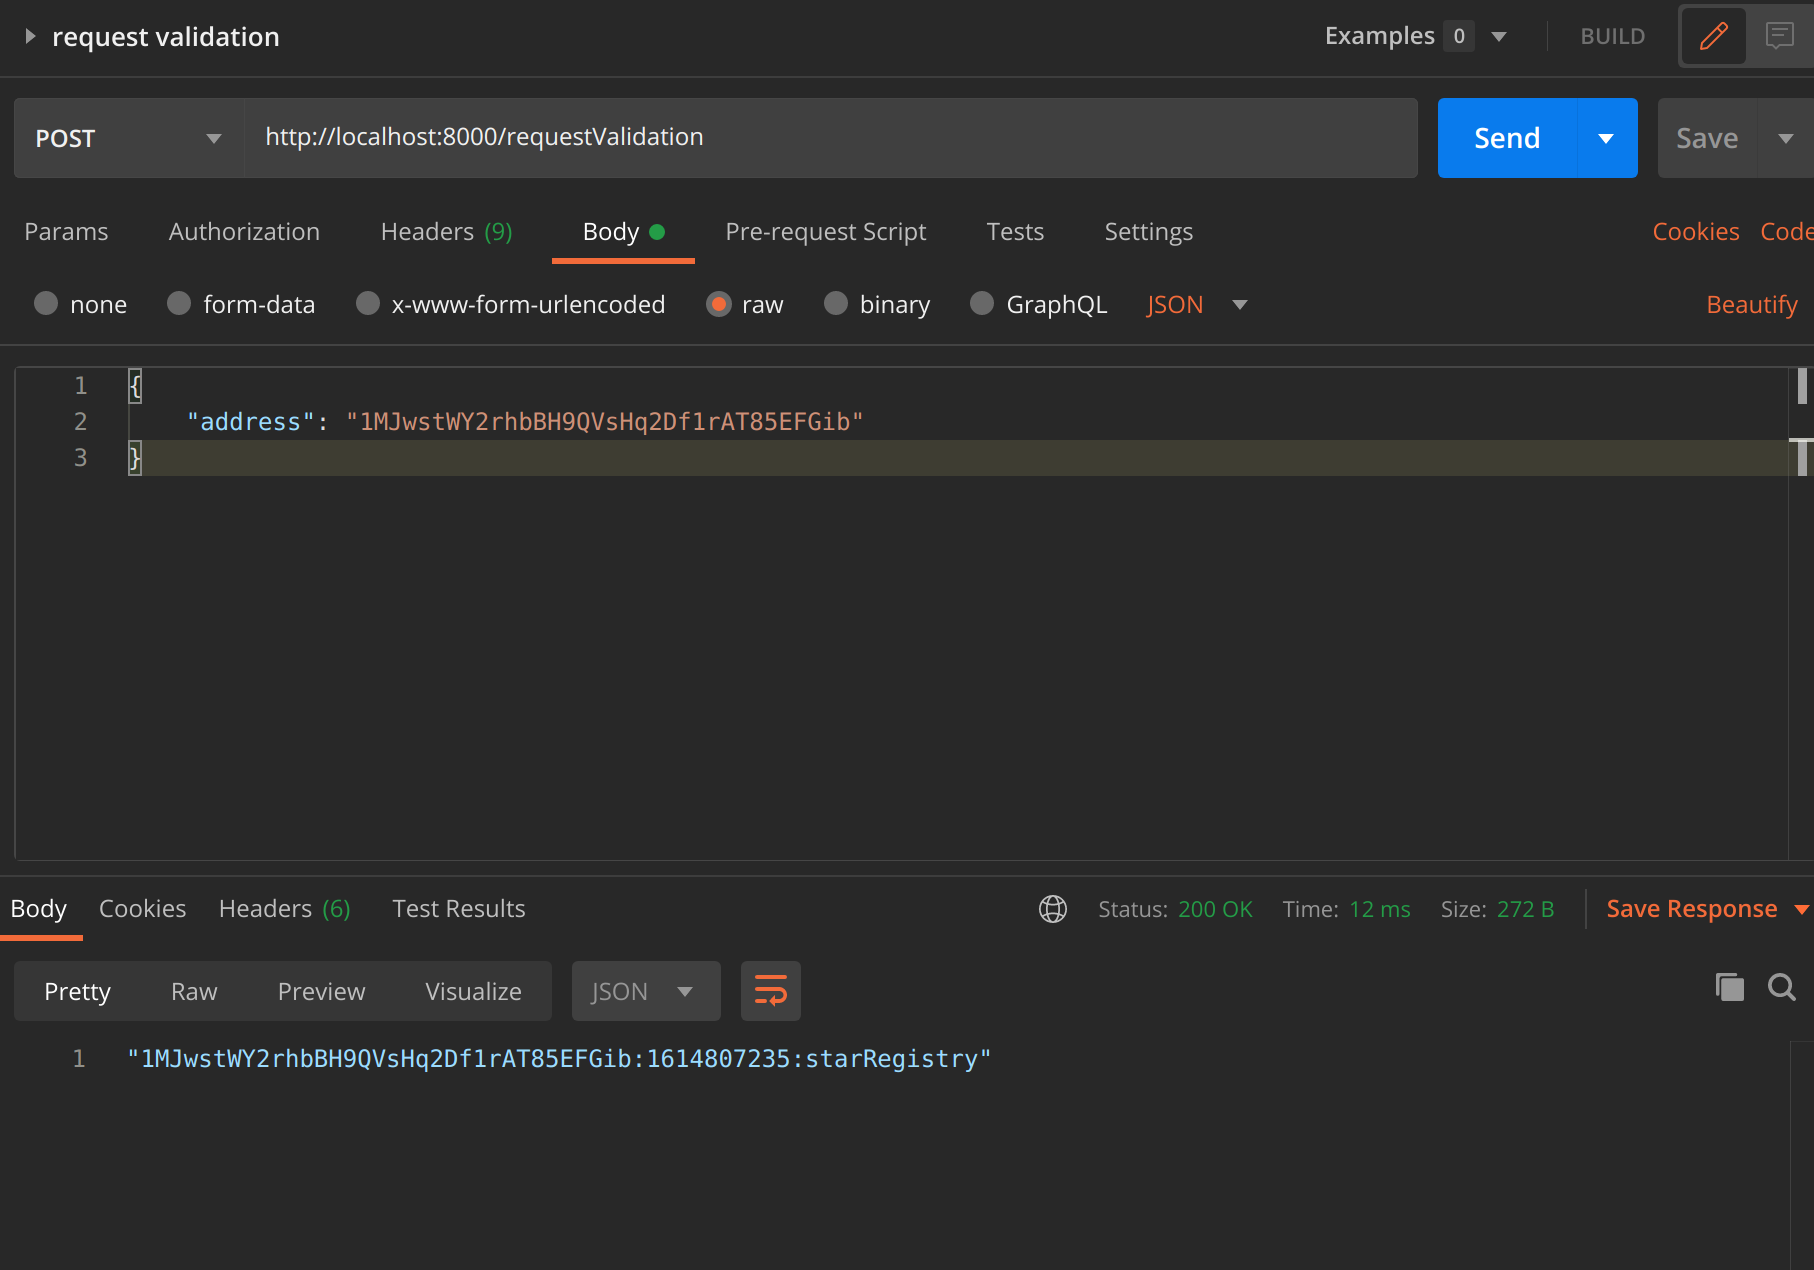 request validation Examples 0 BUILD
POST http://localhost:8000/requestValidation Send Save
Params Authorization Headers (9) Body Pre-request Script Tests Settings Cookies Code
none form-data x-www-form-urlencoded raw binary GraphQL JSON Beautify
1 {
2 "address": "1MJwstWY2rhbBH9QVsHq2Df1rAT85EFGib"
3 }
Body Cookies Headers (6) Test Results Status: 200 OK Time: 12 ms Size: 272 B Save Response
Pretty Raw Preview Visualize JSON
1 "1MJwstWY2rhbBH9QVsHq2Df1rAT85EFGib:1614807235:starRegistry"